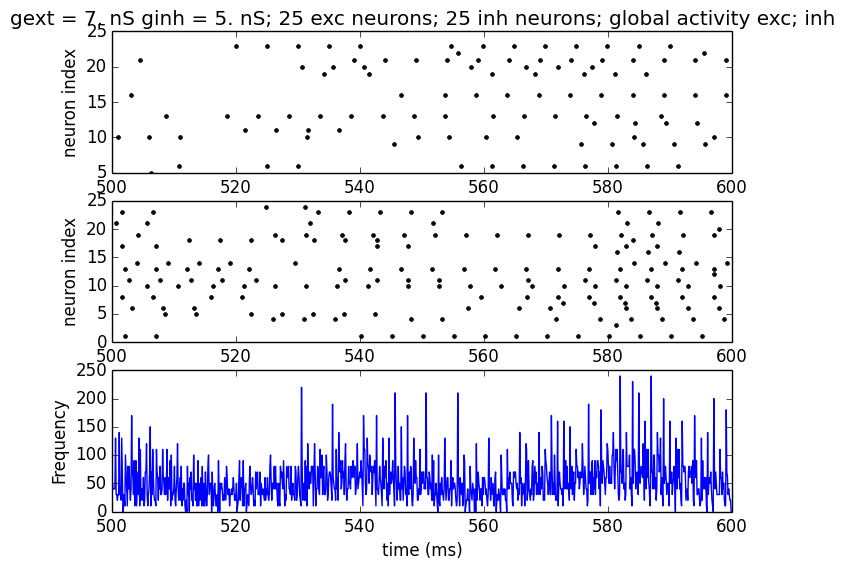 gext = 7. nS ginh = 5. nS; 25 exc neurons; 25 inh neurons; global activity exc; inh
25
20
15
10
5
neuron index
500 520 540 560 580 600
25
20
15
10
5
0
neuron index
500 520 540 560 580 600
250
200
150
100
50
0
Frequency
500 520 540 560 580 600
time (ms)